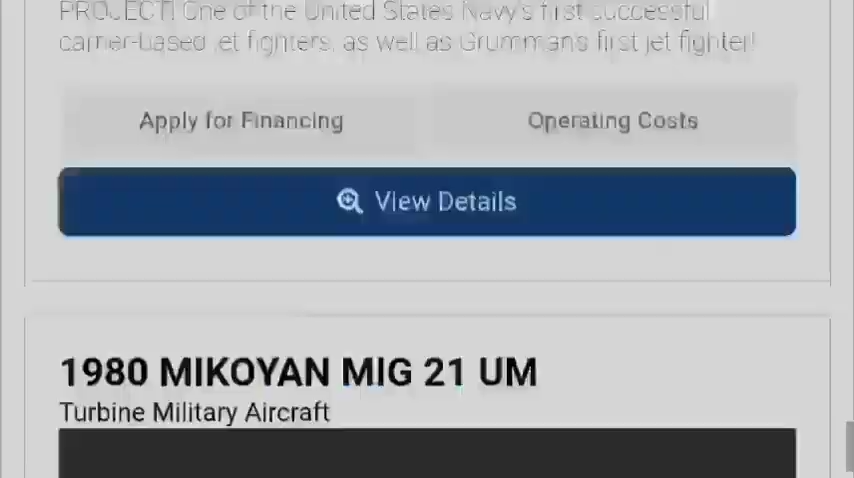 PROJECT! One of the United States Navy's first successful
carrier-based jet fighters, as well as Grumman's first jet fighter!
Apply for Financing
Operating Costs
View Details
1980 MIKOYAN MIG 21 UM
Turbine Military Aircraft